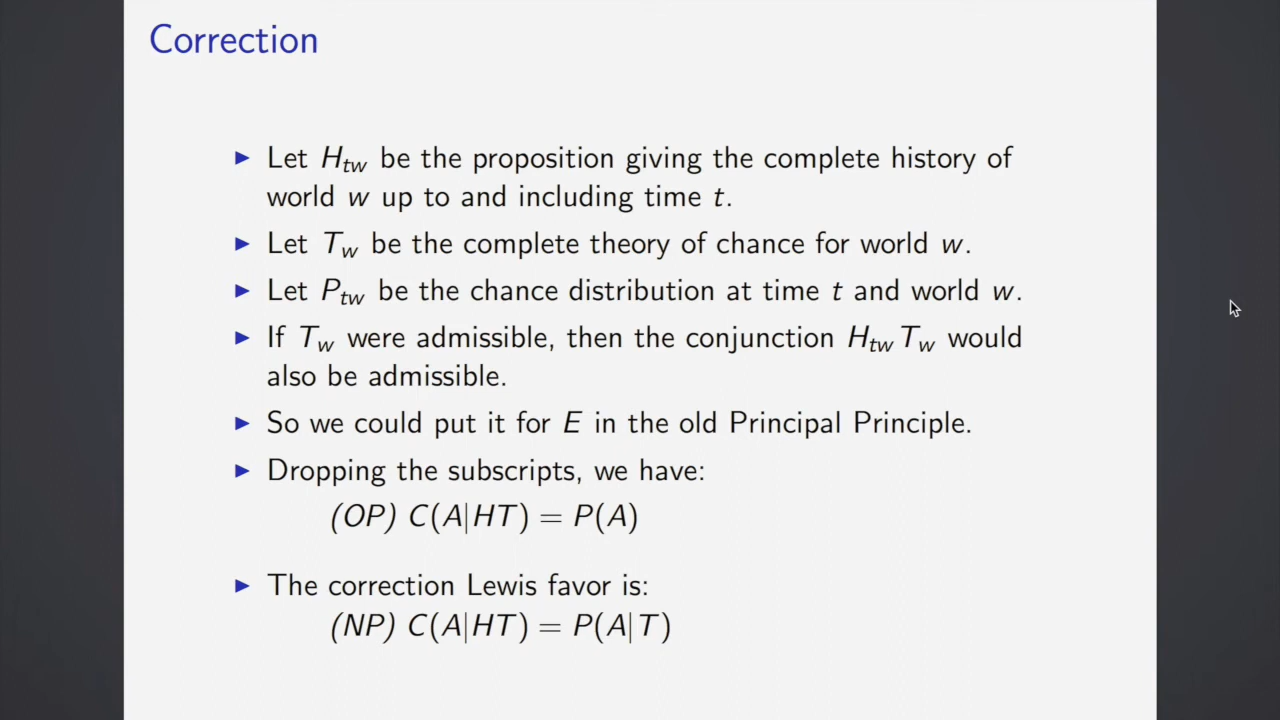 Correction
▶ Let H_tw be the proposition giving the complete history of
world w up to and including time t.
▶ Let T_w be the complete theory of chance for world w.
▶ Let P_tw be the chance distribution at time t and world w.
▶ If T_w were admissible, then the conjunction H_tw T_w would
also be admissible.
▶ So we could put it for E in the old Principal Principle.
▶ Dropping the subscripts, we have:
(OP) C(A|HT) = P(A)
▶ The correction Lewis favor is:
(NP) C(A|HT) = P(A|T)